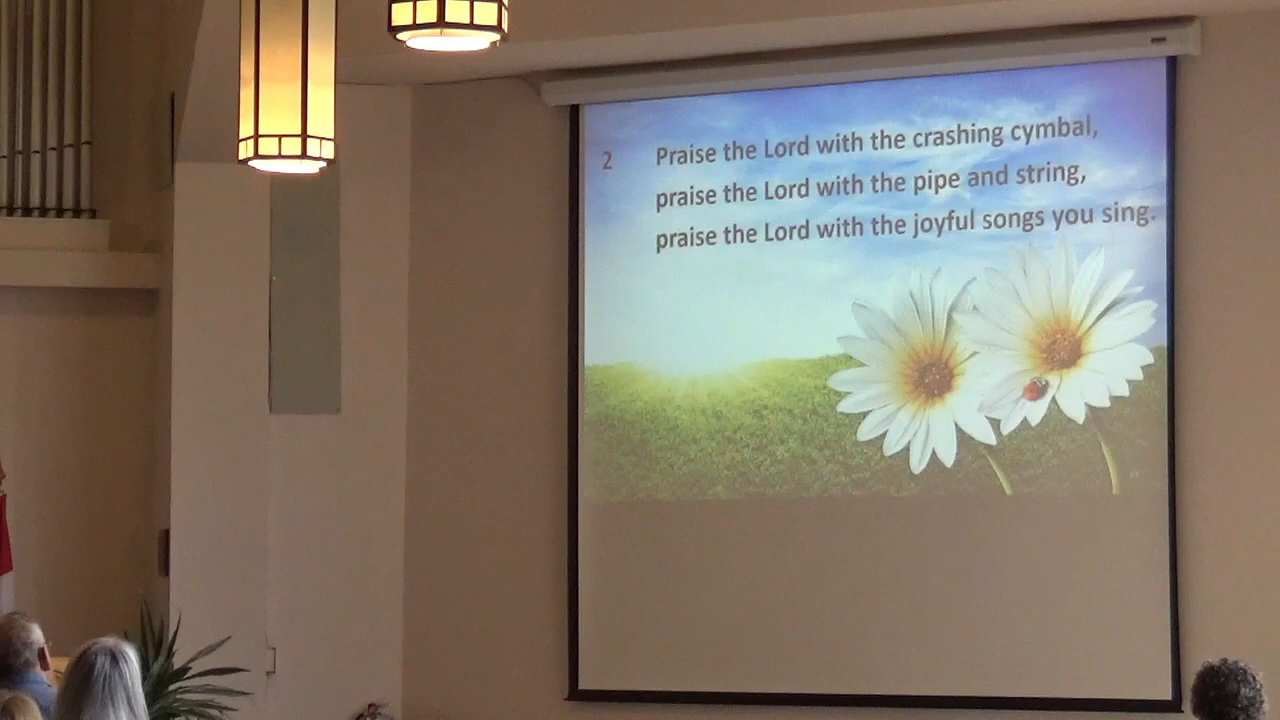 2 Praise the Lord with the crashing cymbal,
praise the Lord with the pipe and string,
praise the Lord with the joyful songs you sing.